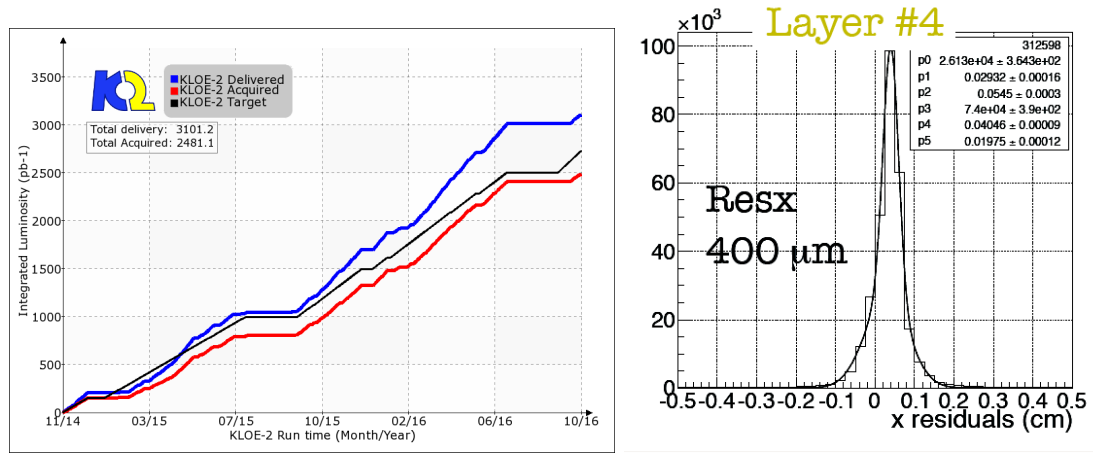 K2
KLOE-2 Delivered
KLOE-2 Acquired
KLOE-2 Target
Total delivery: 3101.2
Total Acquired: 2481.1
Integrated Luminosity (pb-1)
3500
3000
2500
2000
1500
1000
500
0
11/14 03/15 07/15 10/15 02/16 06/16 10/16
KLOE-2 Run time (Month/Year)
Layer #4
×10³
312598
p0 2.613e+04 ± 3.643e+02
p1 0.02932 ± 0.00016
p2 0.0545 ± 0.0003
p3 7.4e+04 ± 3.9e+02
p4 0.04046 ± 0.00009
p5 0.01975 ± 0.00012
Resx
400 μm
100
80
60
40
20
0
-0.5 -0.4 -0.3 -0.2 -0.1 0 0.1 0.2 0.3 0.4 0.5
x residuals (cm)